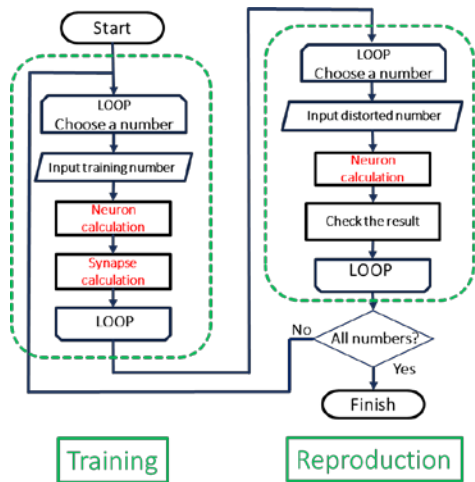 Start
LOOP
Choose a number
Input training number
Neuron
calculation
Synapse
calculation
LOOP
LOOP
Choose a number
Input distorted number
Neuron
calculation
Check the result
LOOP
All numbers?
No
Yes
Finish
Training
Reproduction